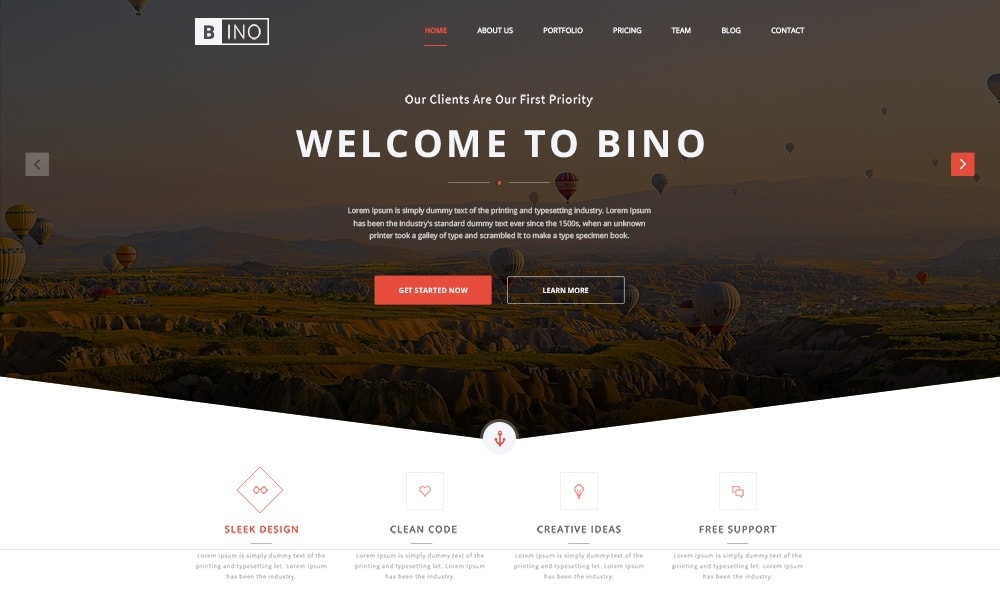 B INO
HOME ABOUT US PORTFOLIO PRICING TEAM BLOG CONTACT
Our Clients Are Our First Priority
WELCOME TO BINO
Lorem Ipsum is simply dummy text of the printing and typesetting industry. Lorem Ipsum
has been the industry's standard dummy text ever since the 1500s, when an unknown
printer took a galley of type and scrambled it to make a type specimen book.
GET STARTED NOW LEARN MORE
SLEEK DESIGN
Lorem Ipsum is simply dummy text of the
printing and typesetting let. Lorem Ipsum
has been the industry.
CLEAN CODE
Lorem Ipsum is simply dummy text of the
printing and typesetting let. Lorem Ipsum
has been the industry.
CREATIVE IDEAS
Lorem Ipsum is simply dummy text of the
printing and typesetting let. Lorem Ipsum
has been the industry.
FREE SUPPORT
Lorem Ipsum is simply dummy text of the
printing and typesetting let. Lorem Ipsum
has been the industry.